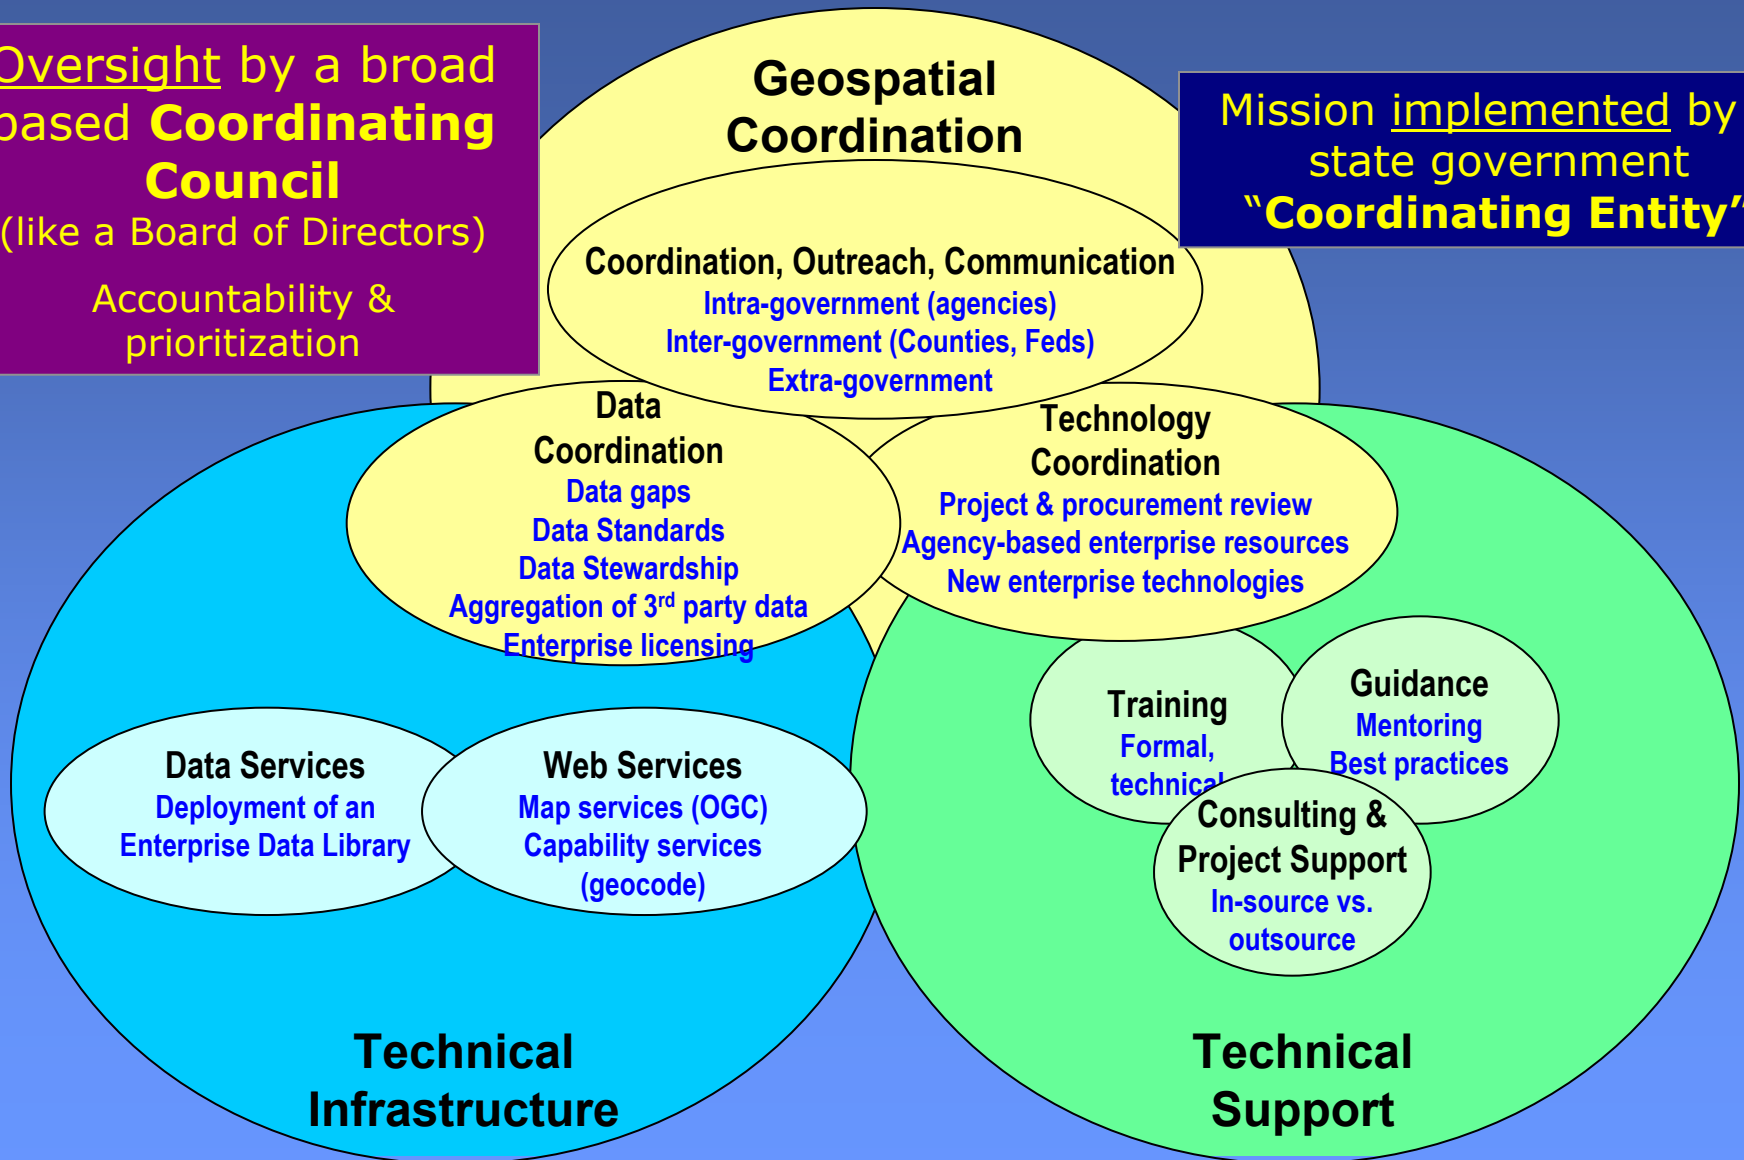 Oversight by a broad
based Coordinating
Council
(like a Board of Directors)
Accountability &
prioritization
Geospatial
Coordination
Mission implemented by
state government
“Coordinating Entity”
Coordination, Outreach, Communication
Intra-government (agencies)
Inter-government (Counties, Feds)
Extra-government
Data
Coordination
Data gaps
Data Standards
Data Stewardship
Aggregation of 3rd party data
Enterprise licensing
Technology
Coordination
Project & procurement review
Agency-based enterprise resources
New enterprise technologies
Data Services
Deployment of an
Enterprise Data Library
Web Services
Map services (OGC)
Capability services
(geocode)
Training
Formal,
technical
Guidance
Mentoring
Best practices
Consulting &
Project Support
In-source vs.
outsource
Technical
Infrastructure
Technical
Support